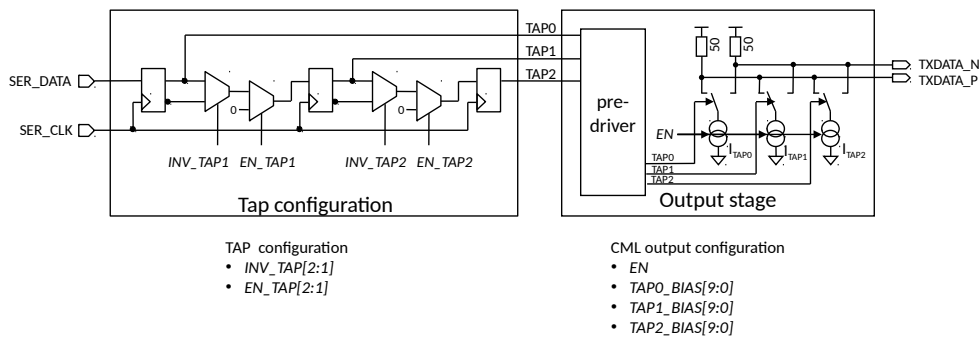 TAP0
TAP1
TAP2
SER_DATA
SER_CLK
0
0
INV_TAP1
EN_TAP1
INV_TAP2
EN_TAP2
Tap configuration
50
50
TXDATA_N
TXDATA_P
pre-
driver
EN
ITAP0
ITAP1
ITAP2
TAP0
TAP1
TAP2
Output stage
TAP configuration
• INV_TAP[2:1]
• EN_TAP[2:1]
CML output configuration
• EN
• TAP0_BIAS[9:0]
• TAP1_BIAS[9:0]
• TAP2_BIAS[9:0]